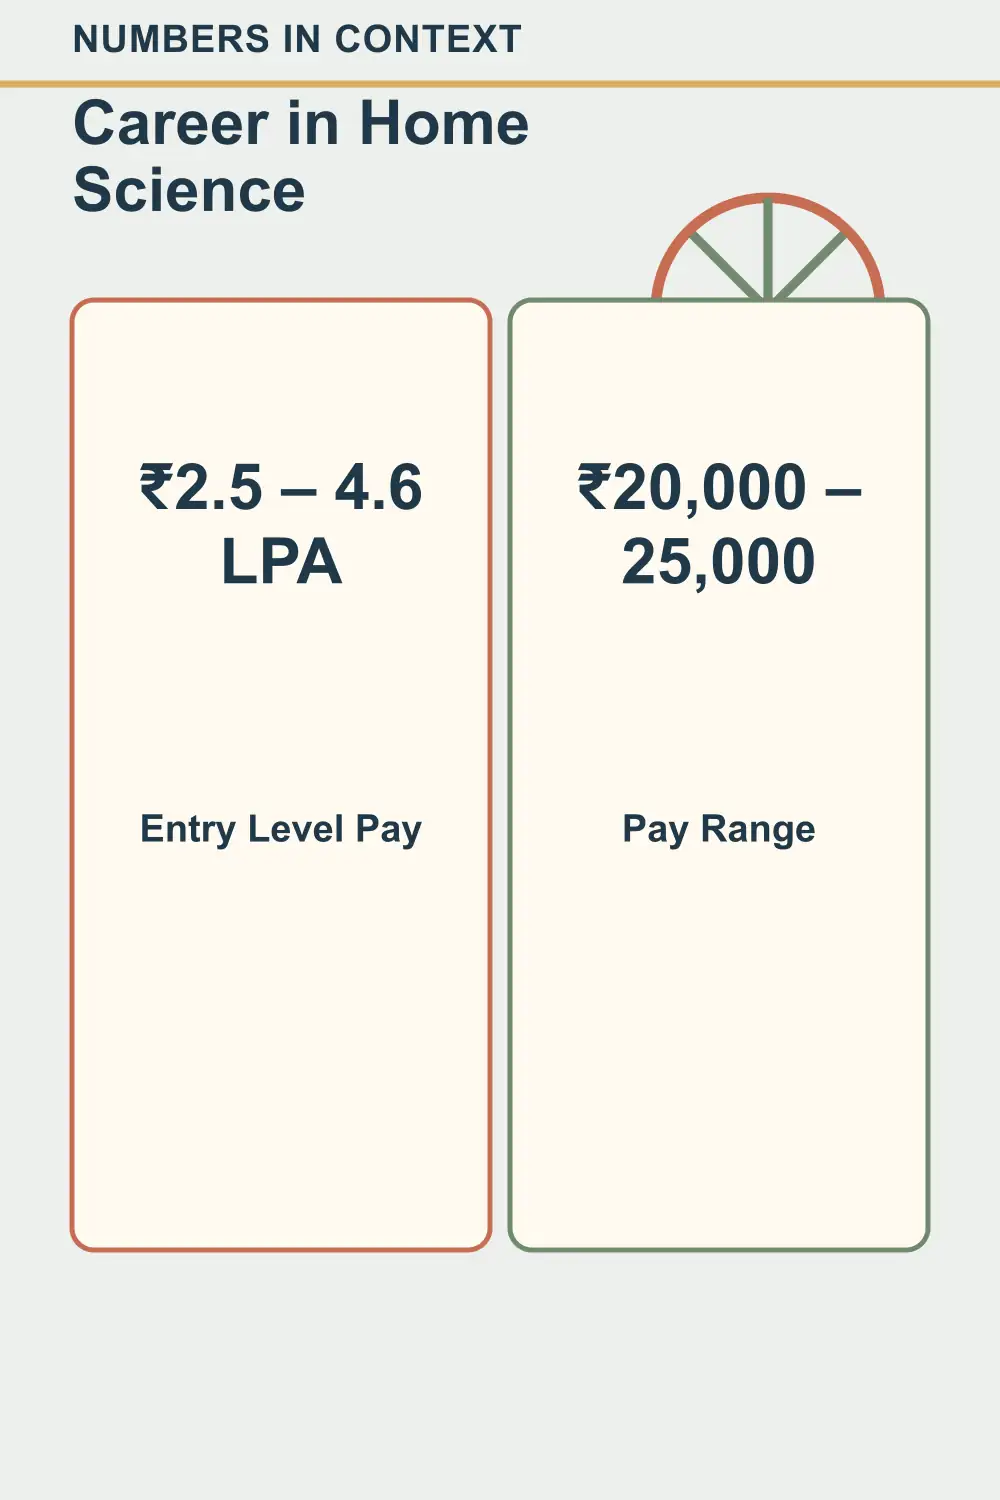 NUMBERS IN CONTEXT
Career in Home
Science
₹2.5 – 4.6
LPA
Entry Level Pay
₹20,000 –
25,000
Pay Range